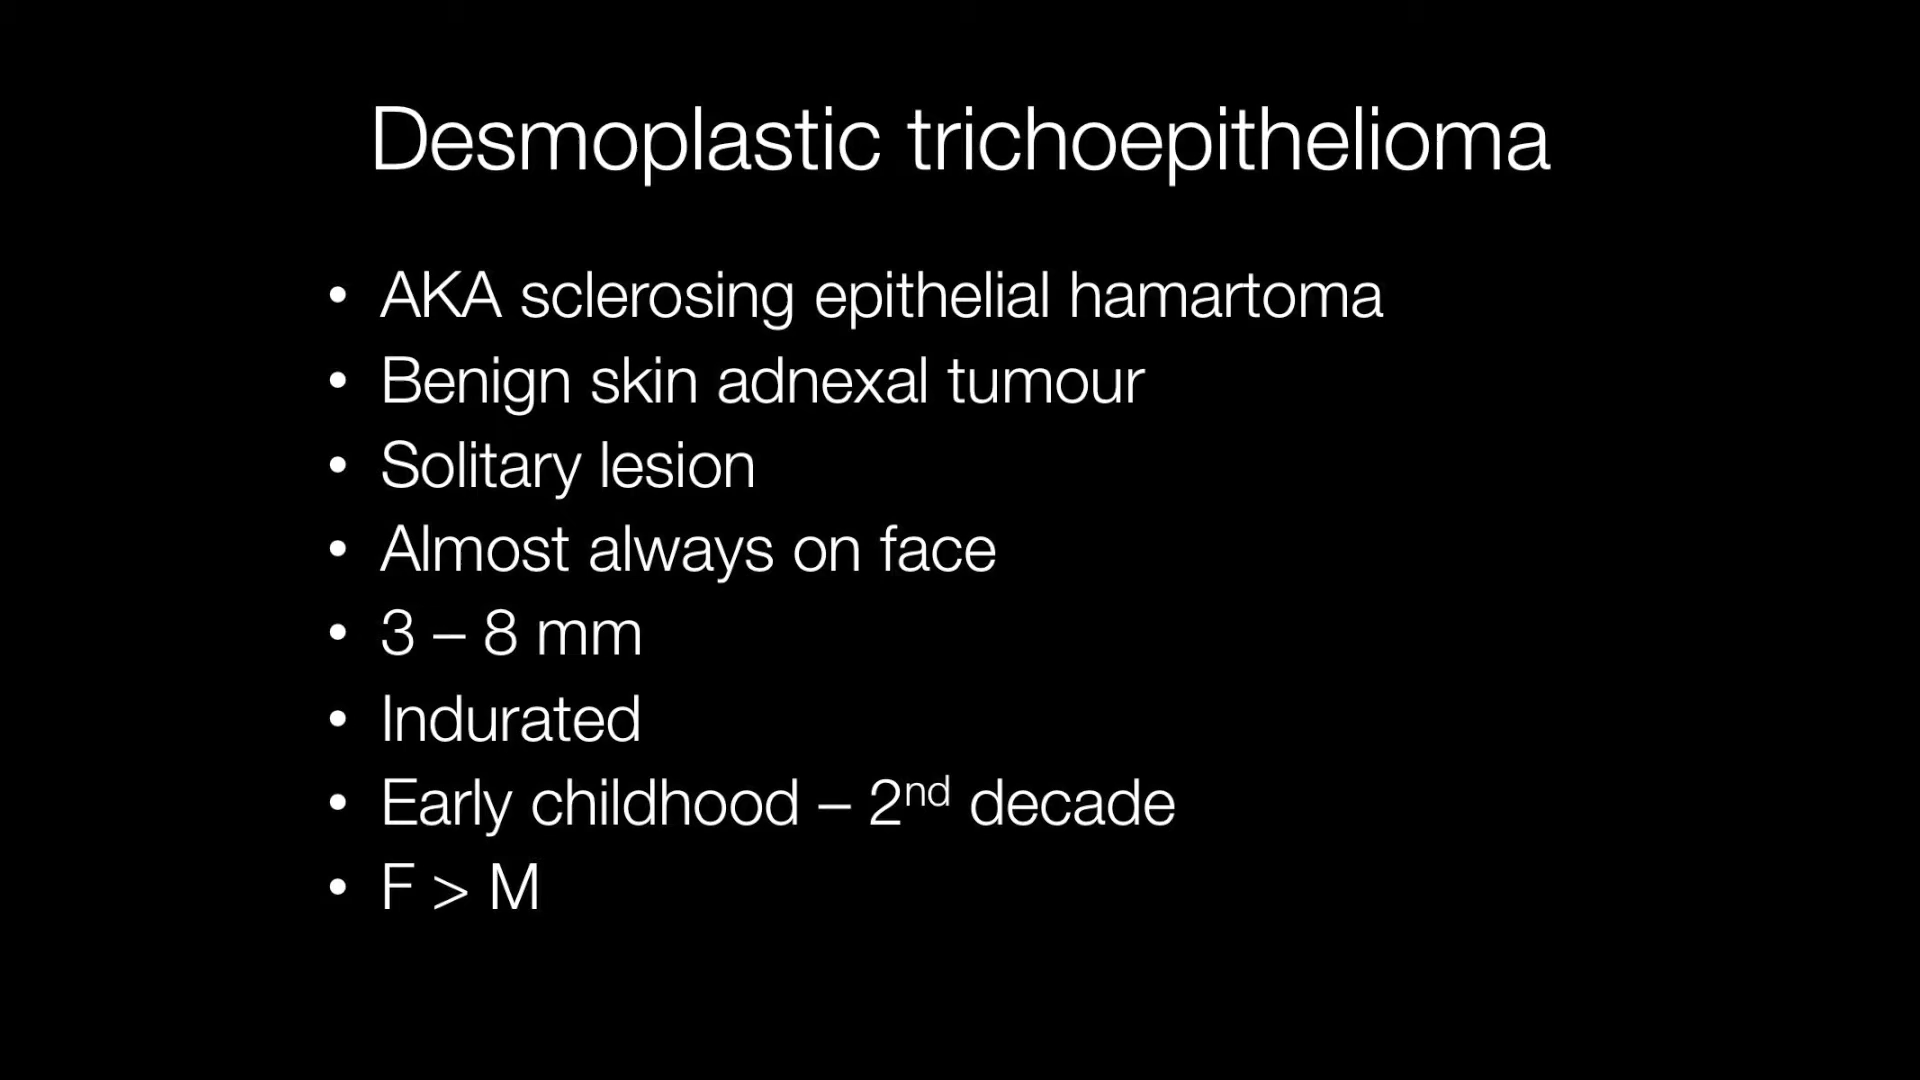 Desmoplastic trichoepithelioma
• AKA sclerosing epithelial hamartoma
• Benign skin adnexal tumour
• Solitary lesion
• Almost always on face
• 3 – 8 mm
• Indurated
• Early childhood – 2nd decade
• F > M